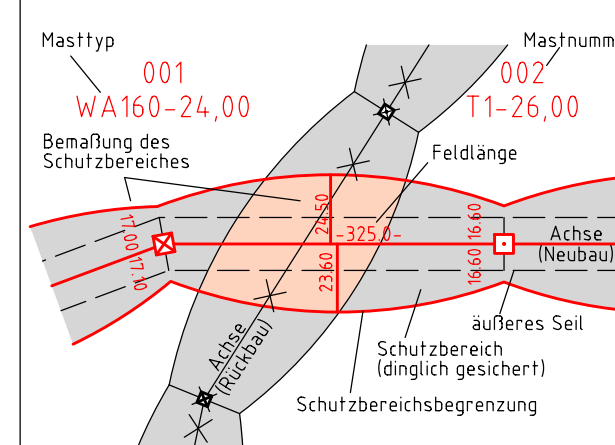 Masttyp
001
WA160-24,00
Mastnumm
002
T1-26,00
Bemaßung des
Schutzbereiches
Feldlänge
24.50
-325.0-
23.60
17.00
17.10
16.60
16.60
Achse
(Neubau)
Achse
(Rückbau)
äußeres Seil
Schutzbereich
(dinglich gesichert)
Schutzbereichsbegrenzung